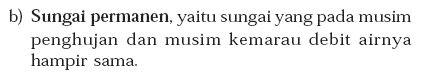 b) Sungai permanen, yaitu sungai yang pada musim
penghujan dan musim kemarau debit airnya
hampir sama.